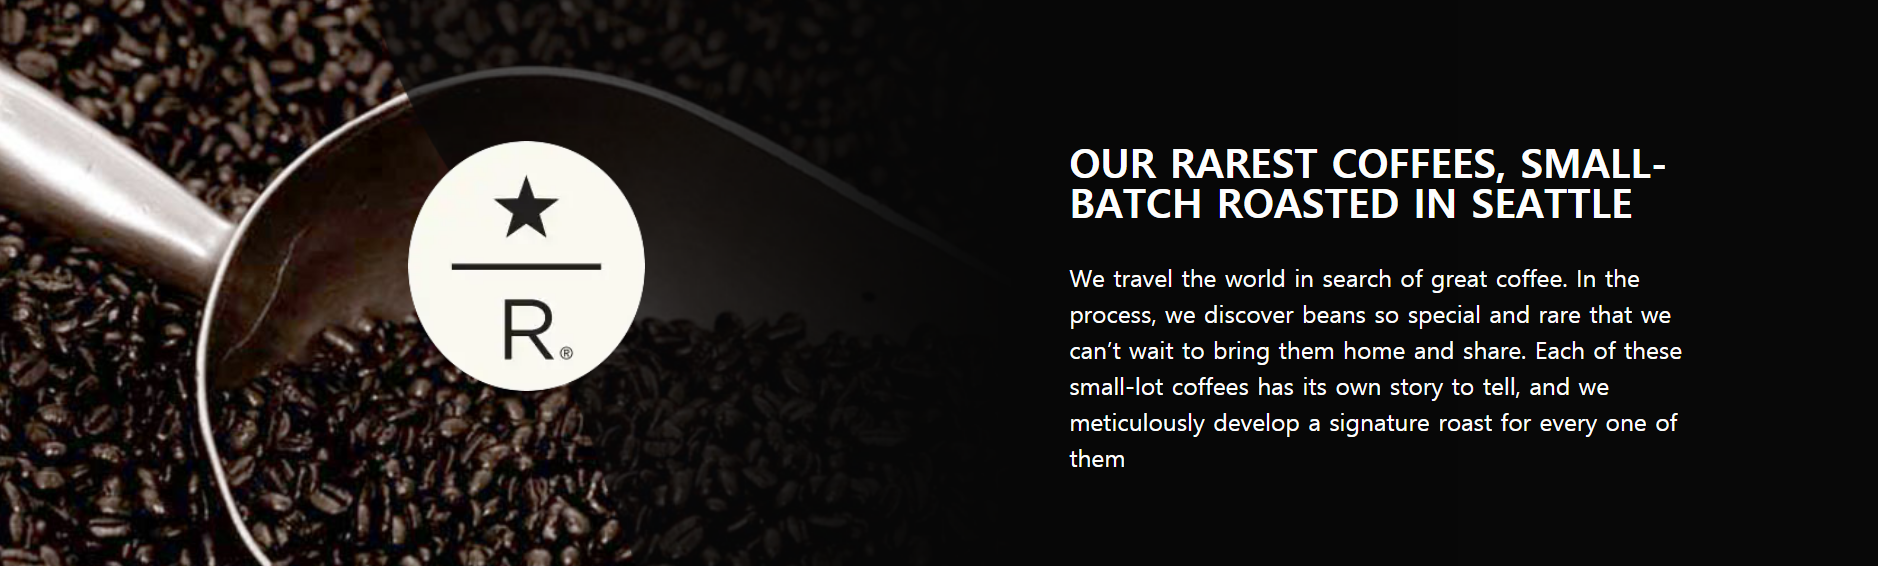 R®
OUR RAREST COFFEES, SMALL-
BATCH ROASTED IN SEATTLE
We travel the world in search of great coffee. In the
process, we discover beans so special and rare that we
can’t wait to bring them home and share. Each of these
small-lot coffees has its own story to tell, and we
meticulously develop a signature roast for every one of
them